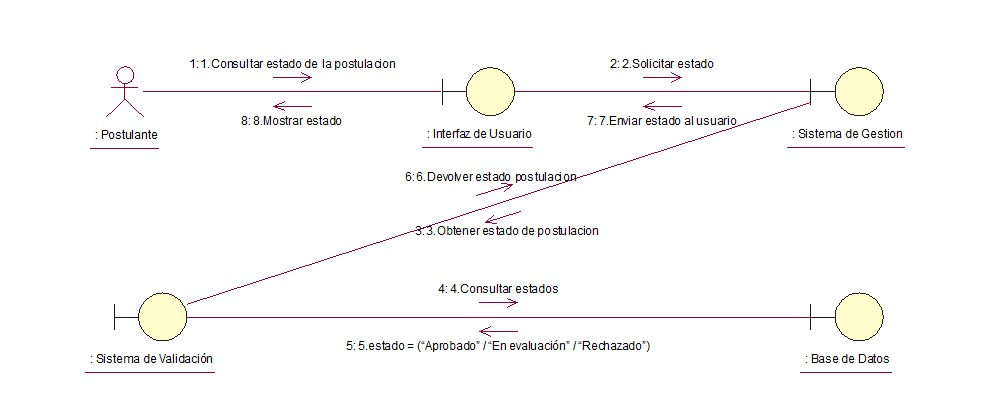 1: 1.Consultar estado de la postulacion
2: 2.Solicitar estado
8: 8.Mostrar estado
7: 7.Enviar estado al usuario
: Postulante
: Interfaz de Usuario
: Sistema de Gestion
6: 6.Devolver estado postulacion
3: 3.Obtener estado de postulacion
4: 4.Consultar estados
5: 5.estado = (“Aprobado” / “En evaluación” / “Rechazado”)
: Sistema de Validación
: Base de Datos